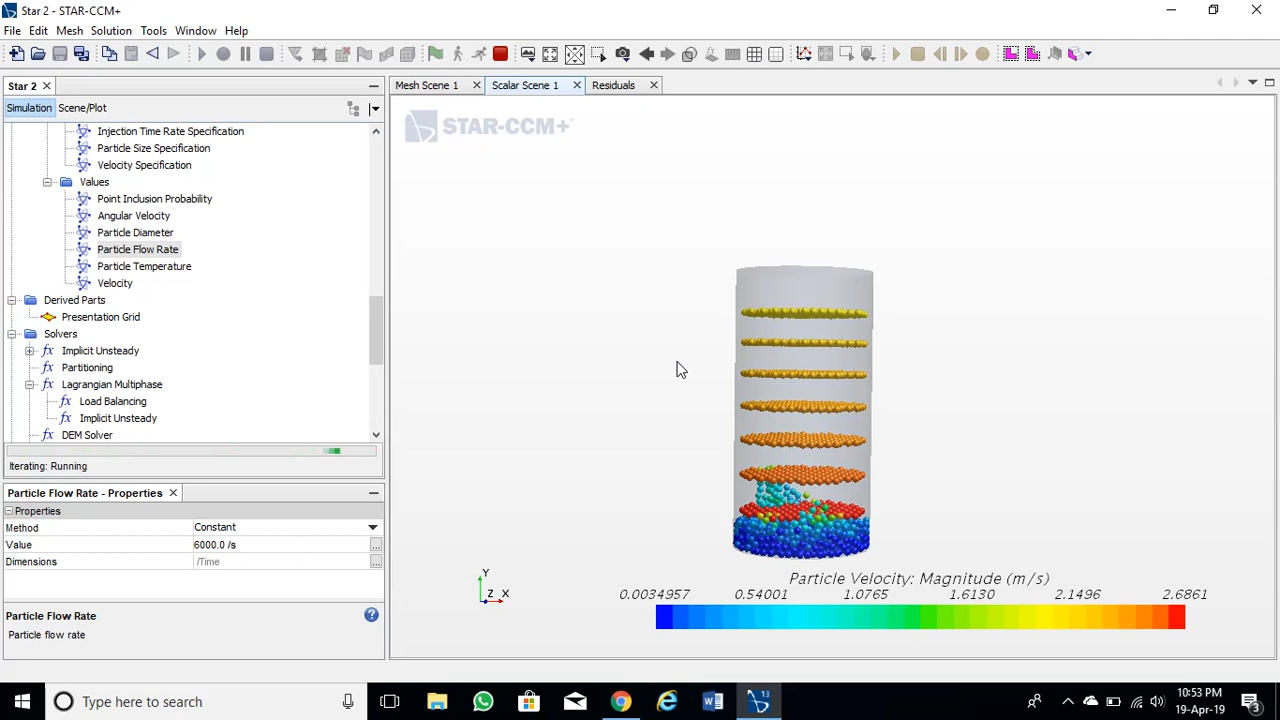 Star 2 - STAR-CCM+
File Edit Mesh Solution Tools Window Help
Star 2
Mesh Scene 1 Scalar Scene 1 Residuals
Simulation Scene/Plot
STAR-CCM+
Injection Time Rate Specification
Particle Size Specification
Velocity Specification
Values
Point Inclusion Probability
Angular Velocity
Particle Diameter
Particle Flow Rate
Particle Temperature
Velocity
Derived Parts
Presentation Grid
Solvers
Implicit Unsteady
Partitioning
Lagrangian Multiphase
Load Balancing
Implicit Unsteady
DEM Solver
Iterating: Running
Particle Flow Rate - Properties
Properties
Method Constant
Value 6000.0 /s
Dimensions /Time
Particle Flow Rate
Particle flow rate
Y
Z X
Particle Velocity: Magnitude (m/s)
0.0034957 0.54001 1.0765 1.6130 2.1496 2.6861
Type here to search
13
10:53 PM
19-Apr-19
3